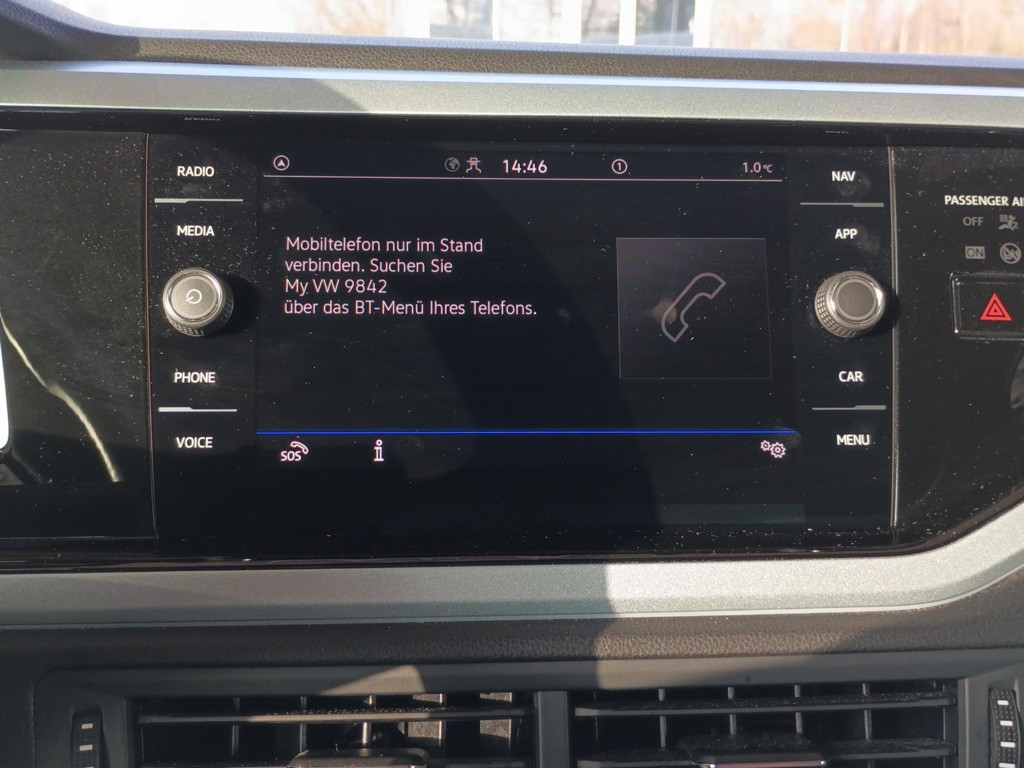 RADIO
MEDIA
PHONE
VOICE
14:46
1
1.0°C
Mobiltelefon nur im Stand
verbinden. Suchen Sie
My VW 9842
über das BT-Menü Ihres Telefons.
SOS
i
NAV
APP
CAR
MENU
PASSENGER AI
OFF
ON